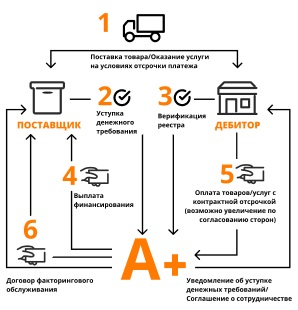 1
Поставка товара/Оказание услуги
на условиях отсрочки платежа
ПОСТАВЩИК
2
Уступка
денежного
требования
3
Верификация
реестра
ДЕБИТОР
4
Выплата
финансирования
5
Оплата товаров/услуг с
контрактной отсрочкой
(возможно увеличение по
согласованию сторон)
6
Договор факторингового
обслуживания
А+
Уведомление об уступке
денежных требований/
Соглашение о сотрудничестве